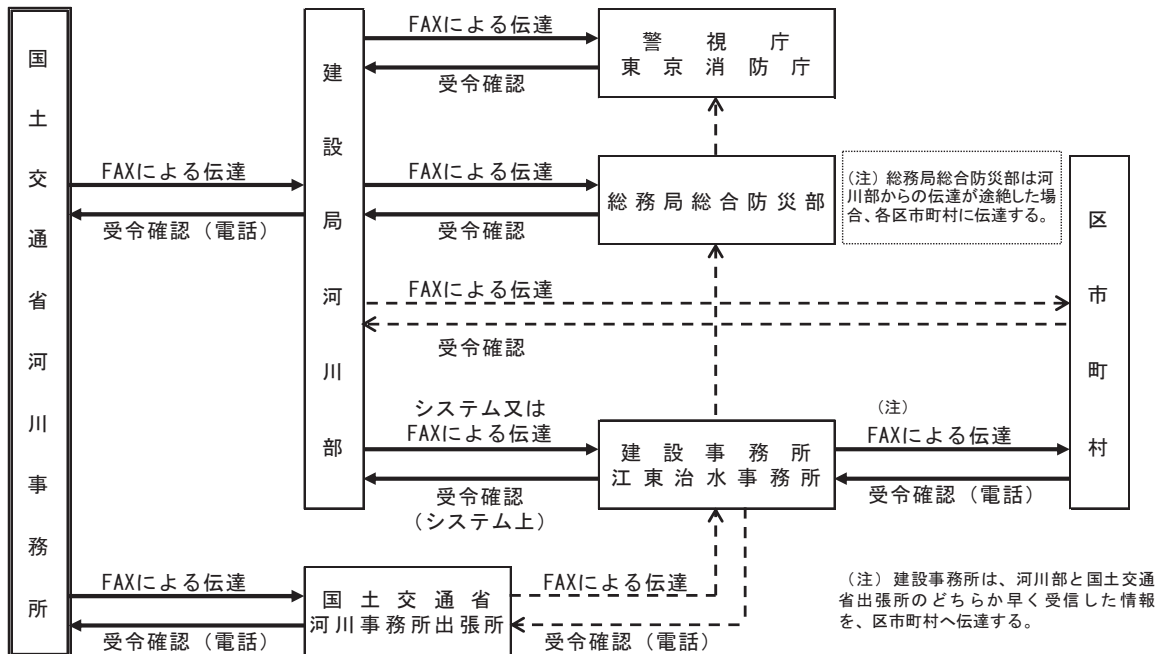 国土交通省河川事務所
FAXによる伝達
受令確認（電話）
建設局河川部
FAXによる伝達
受令確認
警視庁
東京消防庁
FAXによる伝達
受令確認
総務局総合防災部
（注）総務局総合防災部は河
川部からの伝達が途絶した場
合、各区市町村に伝達する。
区市町村
FAXによる伝達
受令確認
システム又は
FAXによる伝達
受令確認
（システム上）
建設事務所
江東治水事務所
（注）
FAXによる伝達
受令確認（電話）
FAXによる伝達
受令確認（電話）
国土交通省
河川事務所出張所
FAXによる伝達
受令確認（電話）
（注）建設事務所は、河川部と国土交通
省出張所のどちらか早く受信した情報
を、区市町村へ伝達する。